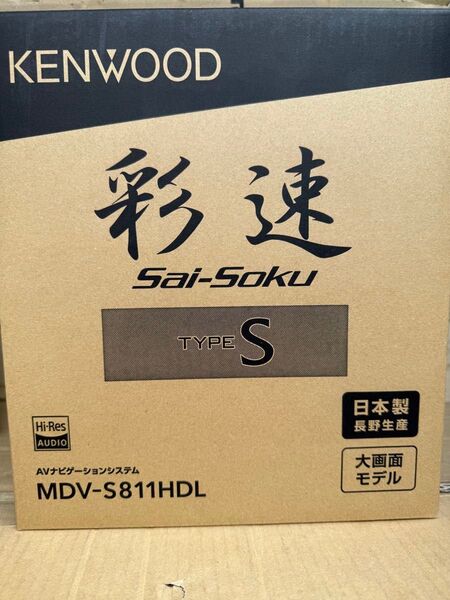 KENWOOD
彩速
Sai-Soku
TYPE S
Hi-Res
AUDIO
日本製
長野生産
大画面
モデル
AVナビゲーションシステム
MDV-S811HDL